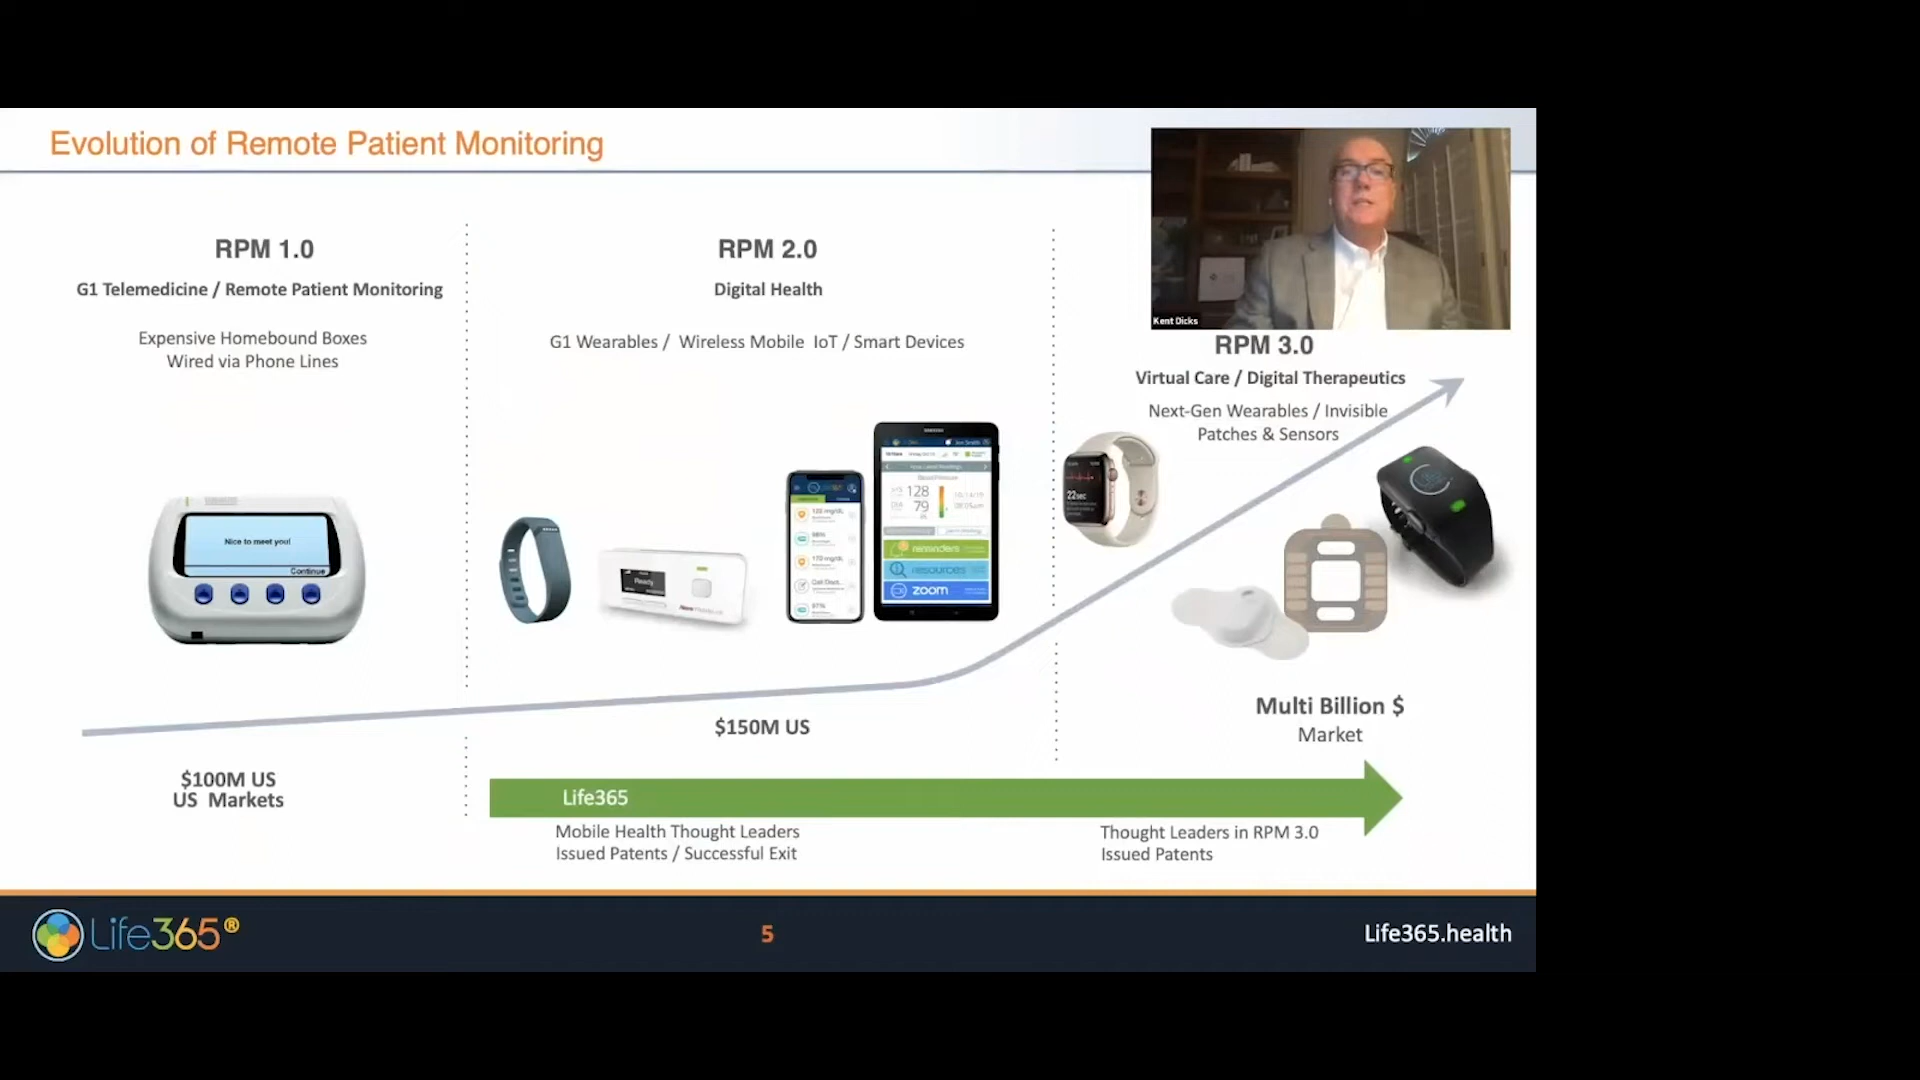 Evolution of Remote Patient Monitoring
Kent Dicks
RPM 1.0
G1 Telemedicine / Remote Patient Monitoring
Expensive Homebound Boxes
Wired via Phone Lines
Nice to meet you!
Continue
$100M US
US Markets
RPM 2.0
Digital Health
G1 Wearables / Wireless Mobile IoT / Smart Devices
Ready
128
79
reminders
resources
zoom
$150M US
RPM 3.0
Virtual Care / Digital Therapeutics
Next-Gen Wearables / Invisible
Patches & Sensors
22sec
Multi Billion $
Market
Life365
Mobile Health Thought Leaders
Issued Patents / Successful Exit
Thought Leaders in RPM 3.0
Issued Patents
Life365®
5
Life365.health